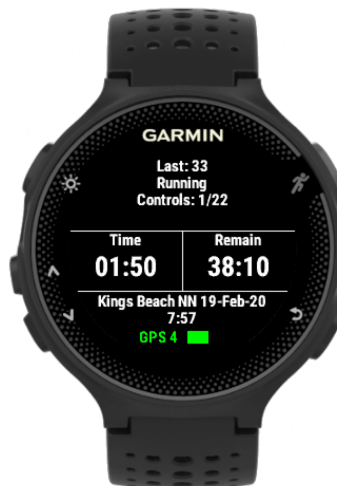 GARMIN
Last: 33
Running
Controls: 1/22
Time Remain
01:50 38:10
Kings Beach NN 19-Feb-20
7:57
GPS 4